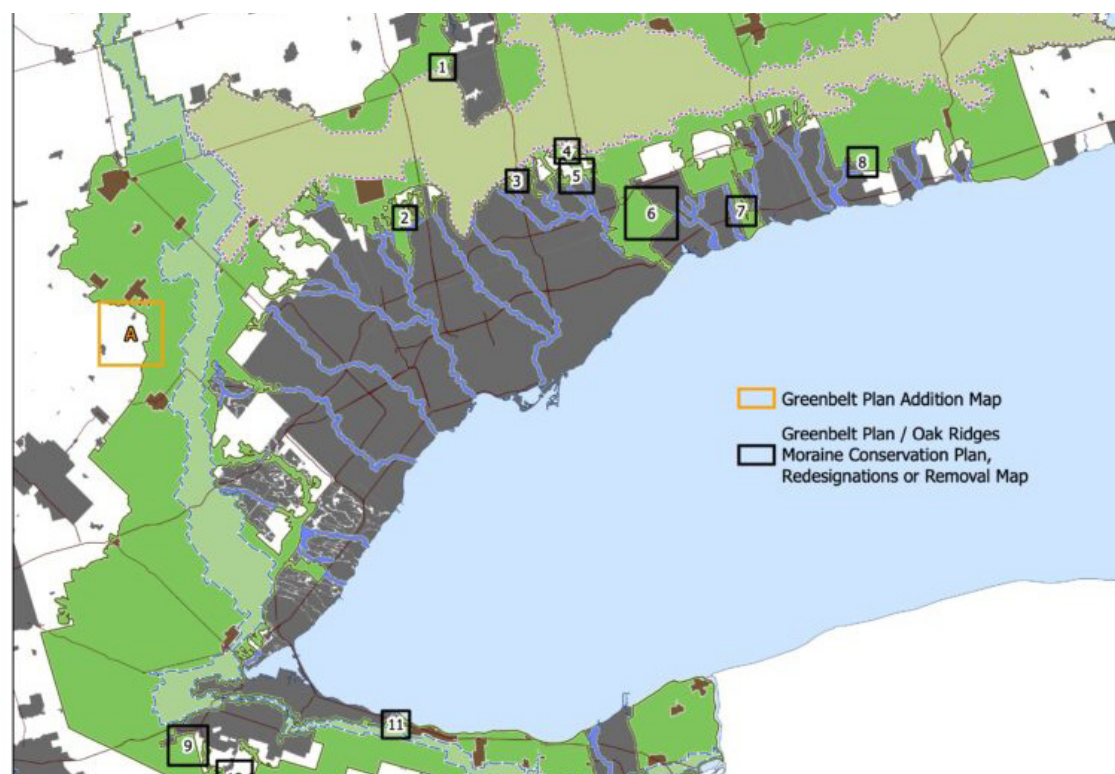 1
4
8
3
5
2
7
6
A
Greenbelt Plan Addition Map
Greenbelt Plan / Oak Ridges
Moraine Conservation Plan,
Redesignations or Removal Map
11
9